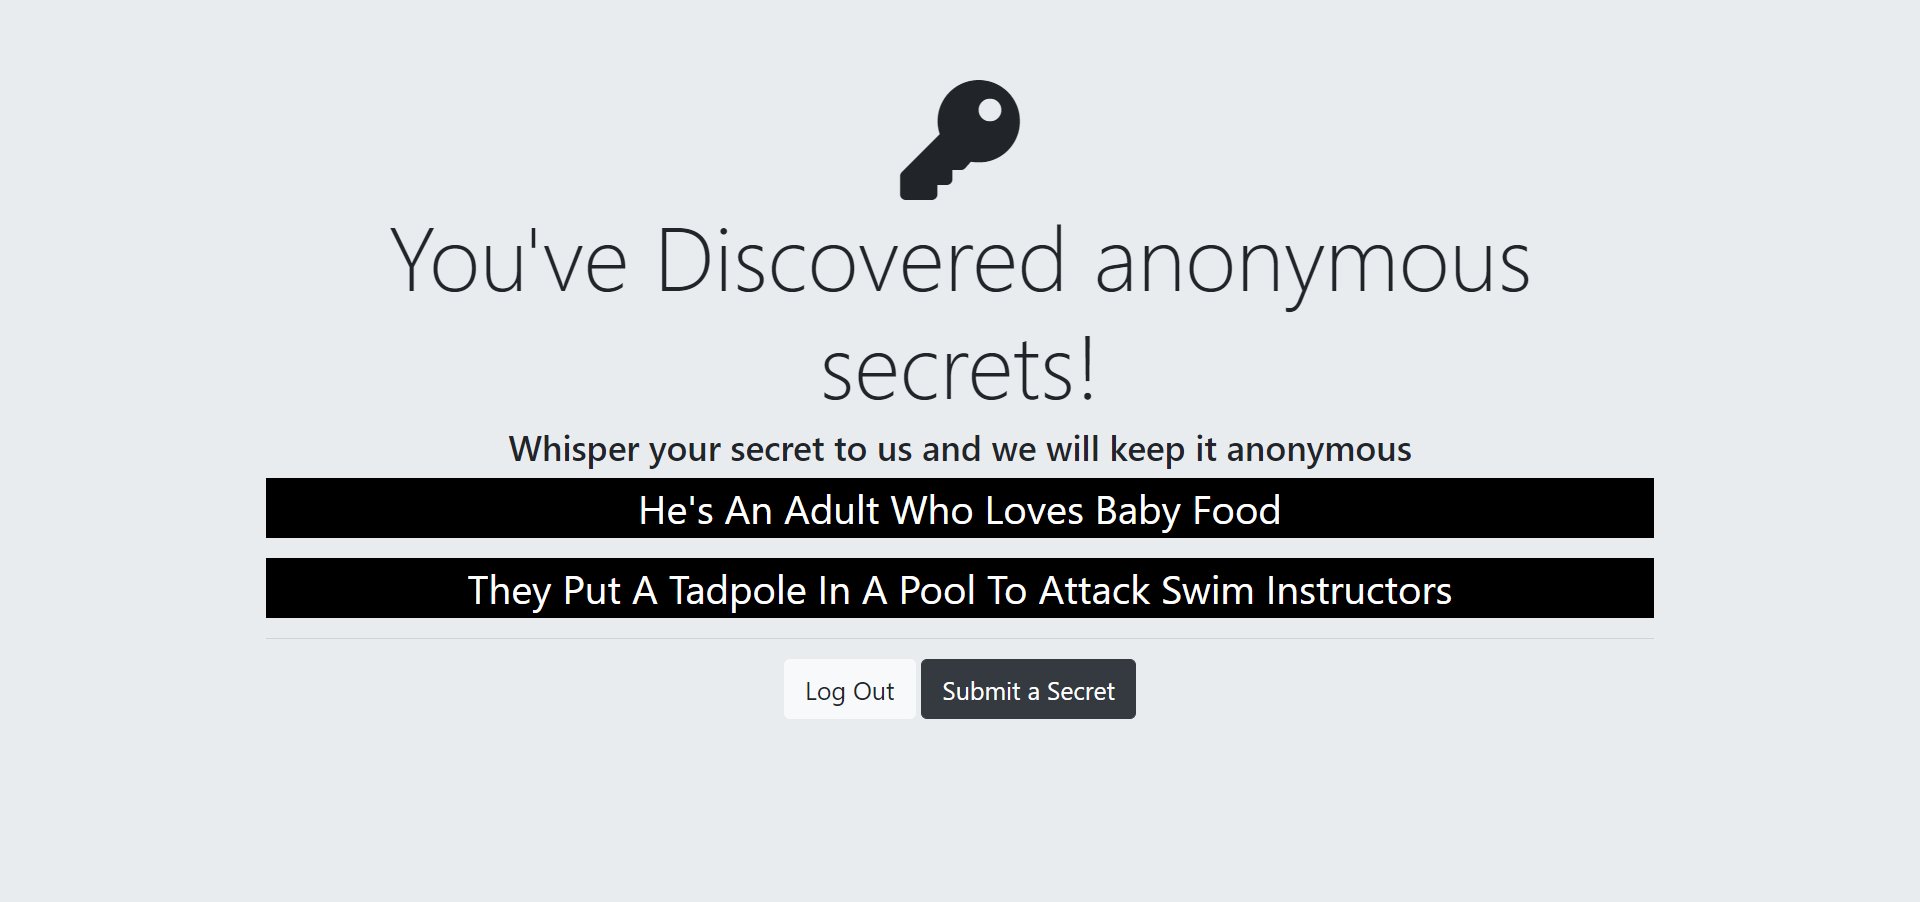 You've Discovered anonymous
secrets!
Whisper your secret to us and we will keep it anonymous
He's An Adult Who Loves Baby Food
They Put A Tadpole In A Pool To Attack Swim Instructors
Log Out
Submit a Secret